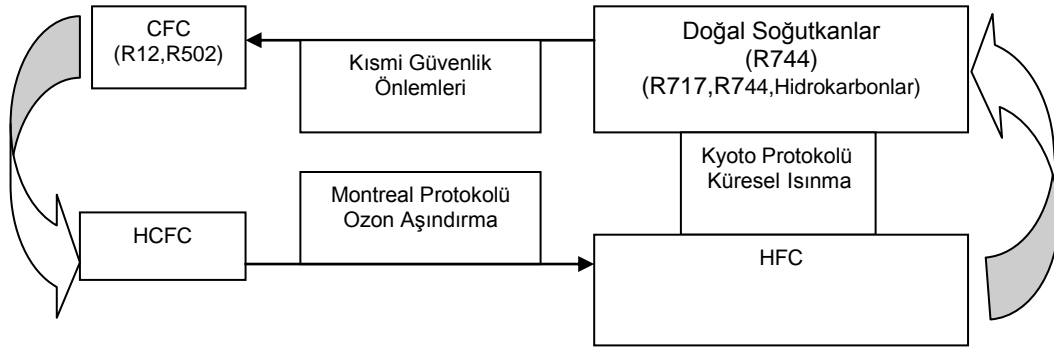 CFC
(R12,R502)
Kısmi Güvenlik
Önlemleri
Doğal Soğutkanlar
(R744)
(R717,R744,Hidrokarbonlar)
Kyoto Protokolü
Küresel Isınma
Montreal Protokolü
Ozon Aşındırma
HCFC
HFC